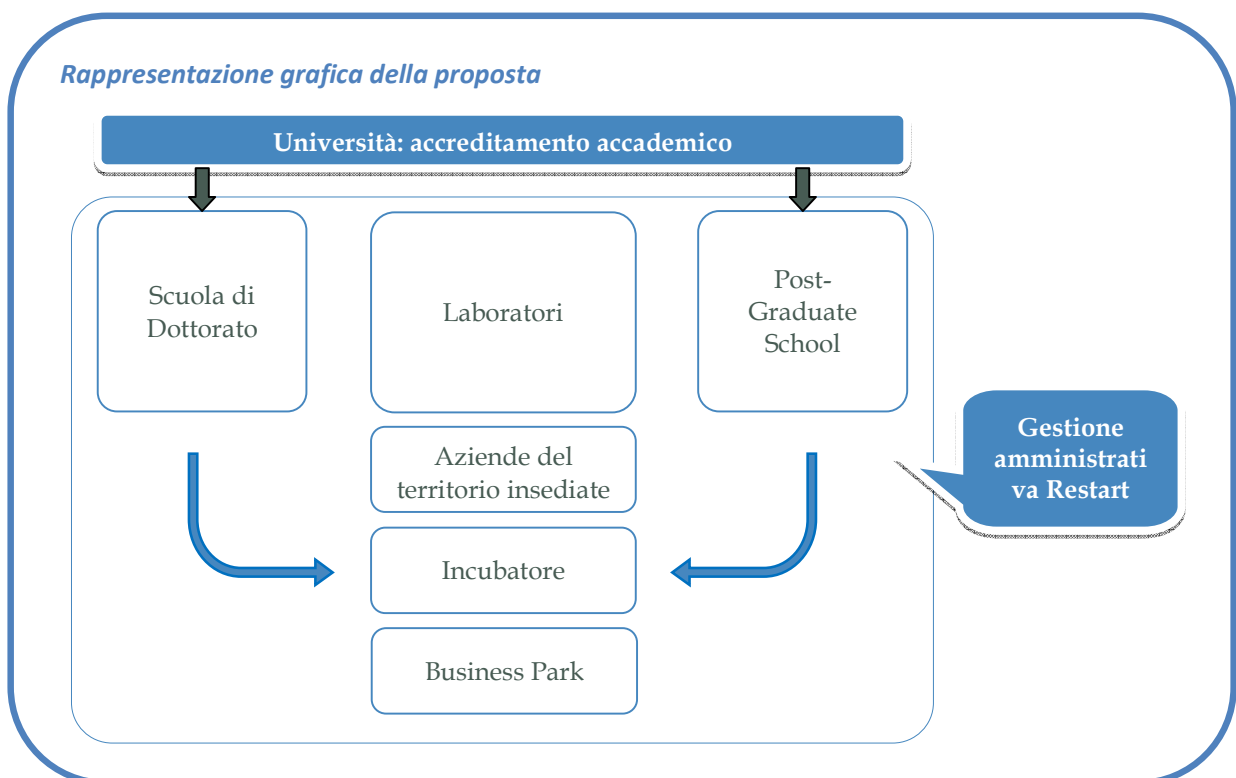 Rappresentazione grafica della proposta
Università: accreditamento accademico
Scuola di
Dottorato
Laboratori
Post-
Graduate
School
Aziende del
territorio insediate
Gestione
amministrati
va Restart
Incubatore
Business Park